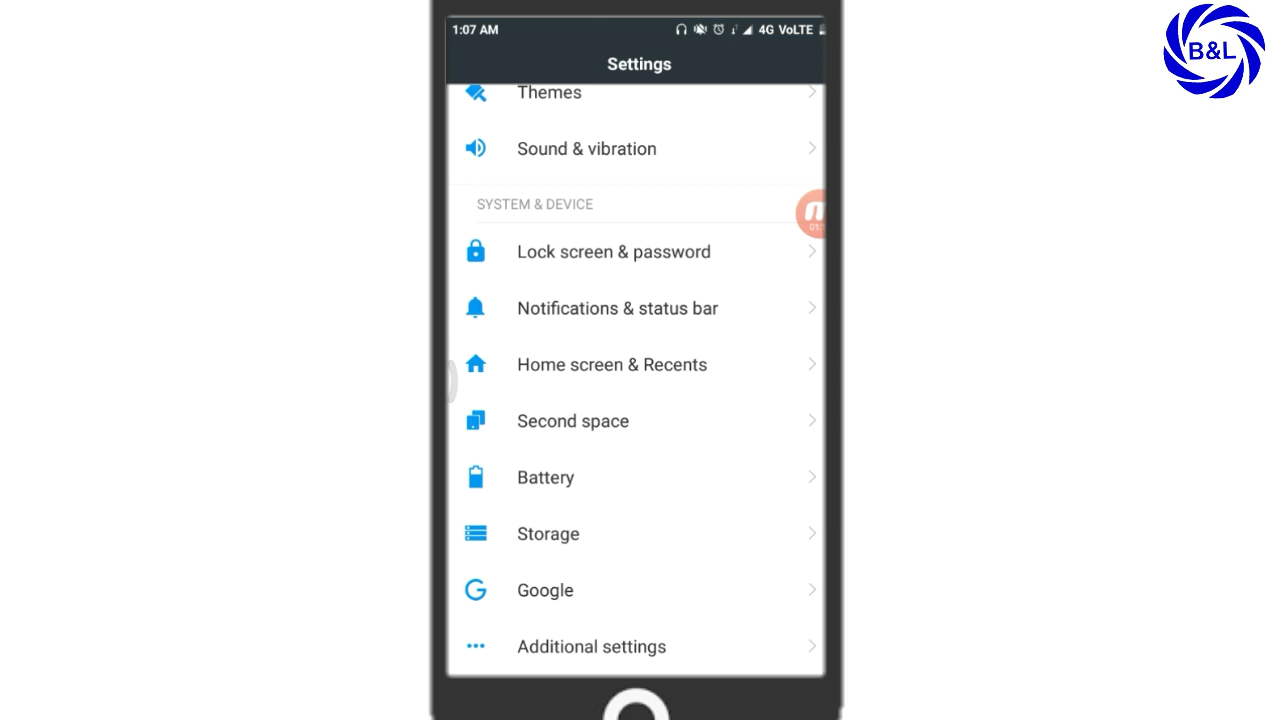 1:07 AM 4G VoLTE
B&L
Settings
Themes
Sound & vibration
SYSTEM & DEVICE
Lock screen & password
Notifications & status bar
Home screen & Recents
Second space
Battery
Storage
Google
Additional settings